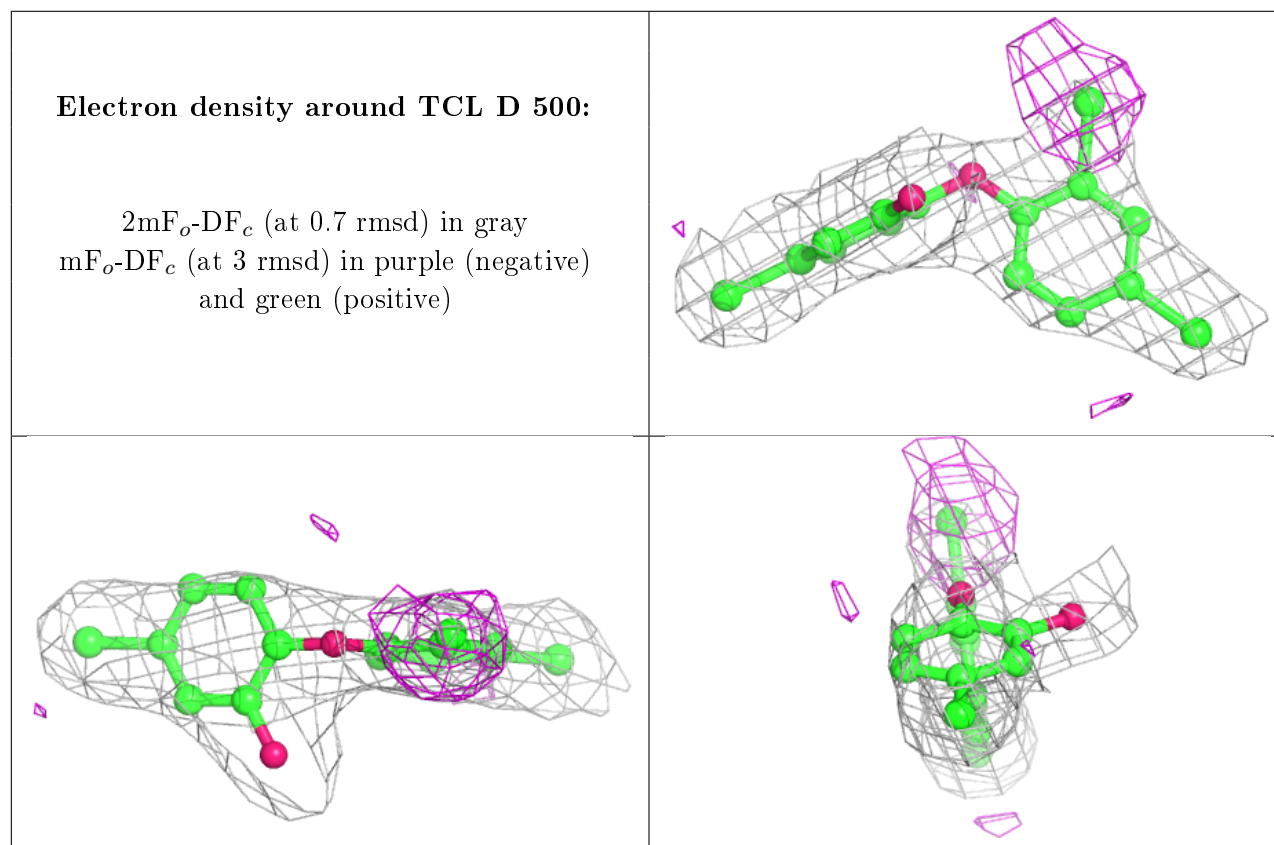 Electron density around TCL D 500:
2mFo-DFc (at 0.7 rmsd) in gray
mFo-DFc (at 3 rmsd) in purple (negative)
and green (positive)